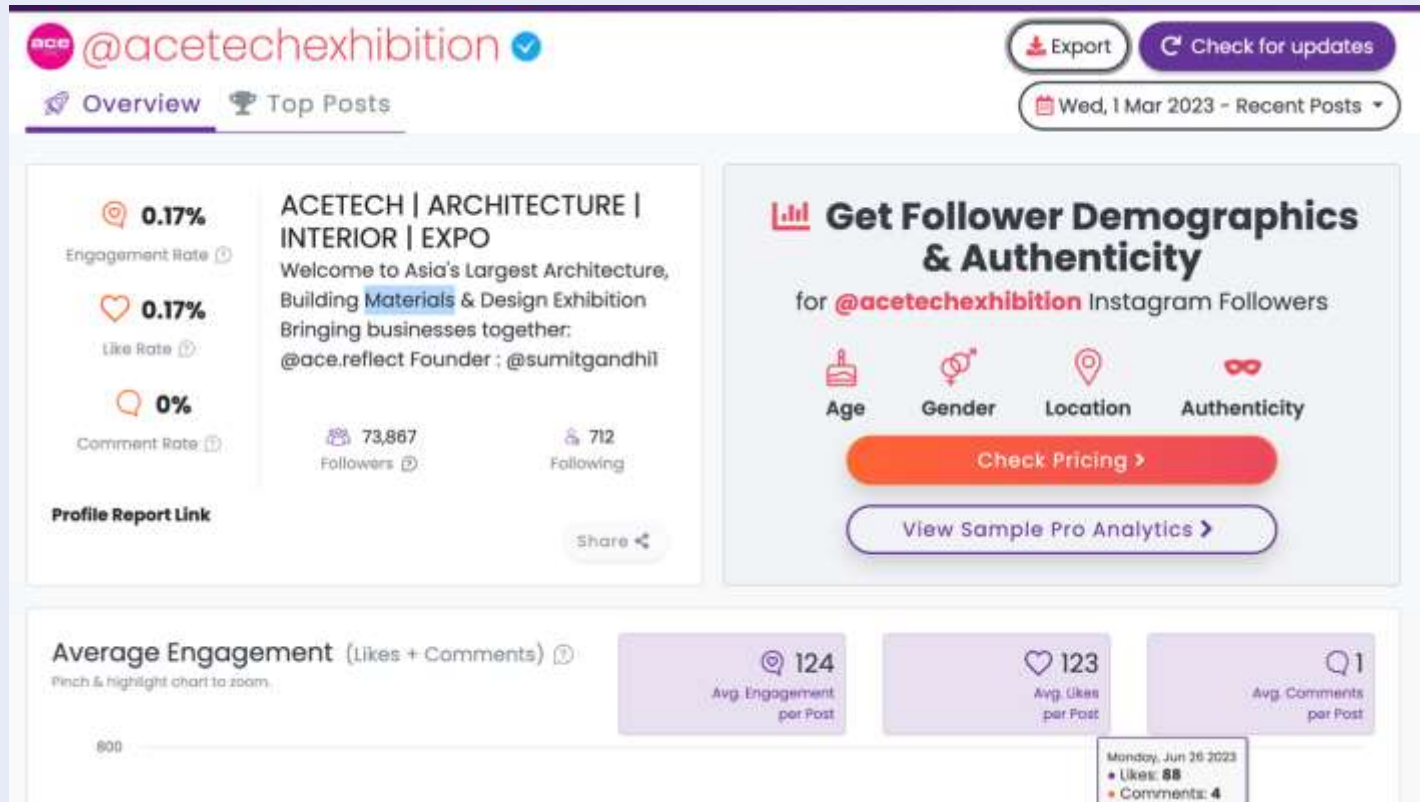 ace @acetechexhibition
Export
Check for updates
Overview
Top Posts
Wed, 1 Mar 2023 - Recent Posts
0.17%
Engagement Rate
0.17%
Like Rate
0%
Comment Rate
Profile Report Link
ACETECH | ARCHITECTURE |
INTERIOR | EXPO
Welcome to Asia's Largest Architecture,
Building Materials & Design Exhibition
Bringing businesses together:
@ace.reflect Founder : @sumitgandhi1
73,867
Followers
712
Following
Share
Get Follower Demographics
& Authenticity
for @acetechexhibition Instagram Followers
Age
Gender
Location
Authenticity
Check Pricing >
View Sample Pro Analytics >
Average Engagement (Likes + Comments)
Pinch & highlight chart to zoom.
124
Avg. Engagement
per Post
123
Avg. Likes
per Post
1
Avg. Comments
per Post
800
Monday, Jun 26 2023
• Likes: 88
• Comments: 4